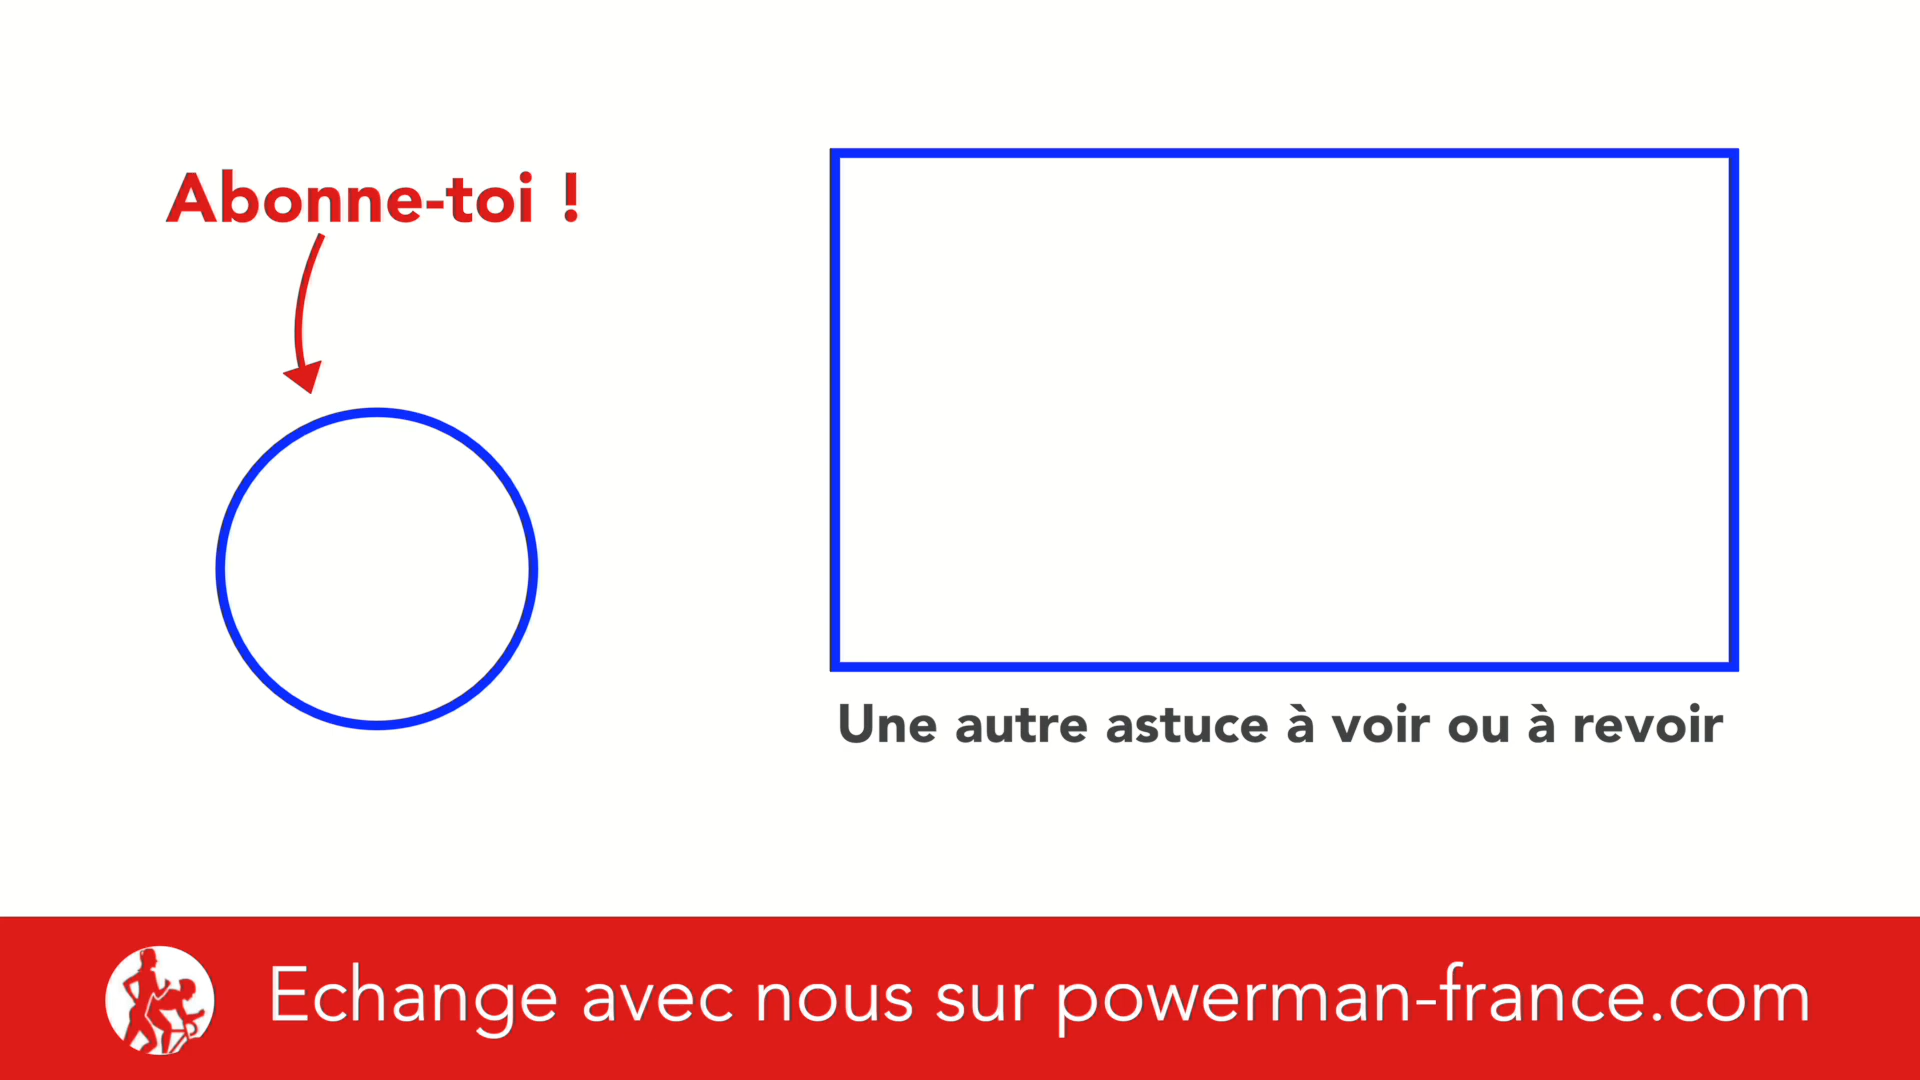 Abonne-toi !
Une autre astuce à voir ou à revoir
Echange avec nous sur powerman-france.com